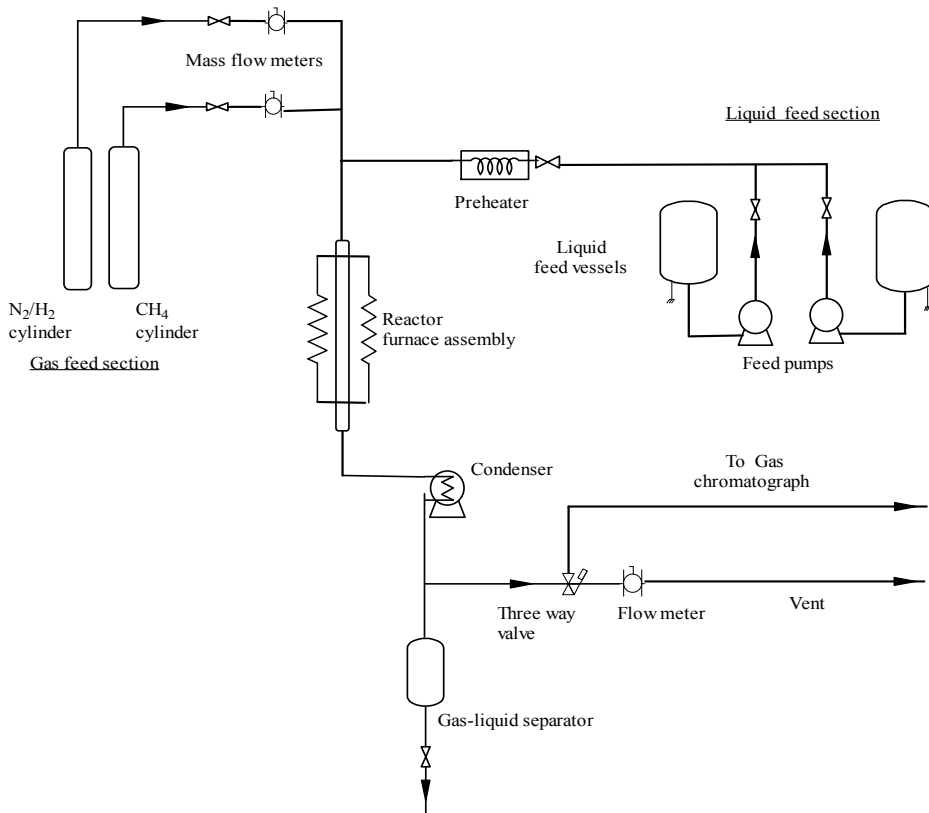 Mass flow meters
Liquid feed section
Preheater
Liquid
feed vessels
N2/H2
cylinder
CH4
cylinder
Gas feed section
Reactor
furnace assembly
Feed pumps
Condenser
To Gas
chromatograph
Three way
valve
Flow meter
Vent
Gas-liquid separator